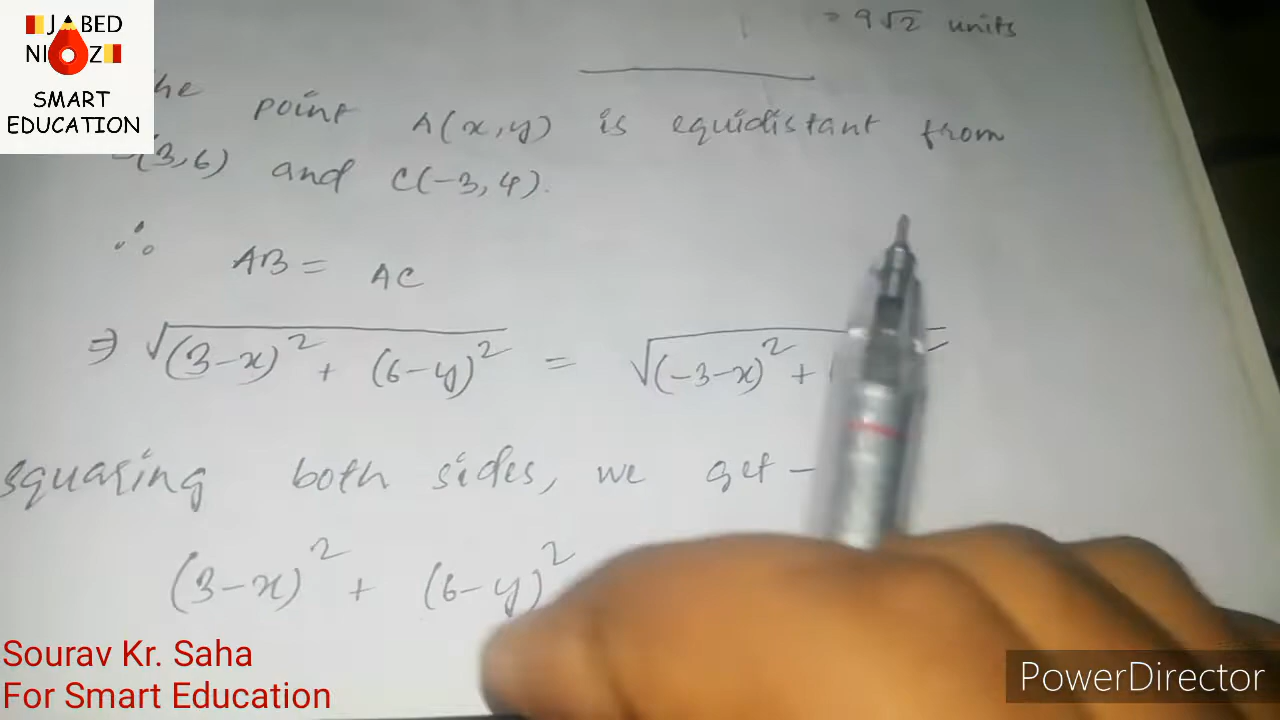 JABED
NIOZ
SMART
EDUCATION
= 9√2 units
he point A(x,y) is equidistant from
(3,6) and C(-3,4).
∴ AB = AC
⇒ √(3-x)² + (6-y)² = √(-3-x)² + (
squaring both sides, we get -
(3-x)² + (6-y)²
Sourav Kr. Saha
For Smart Education
PowerDirector